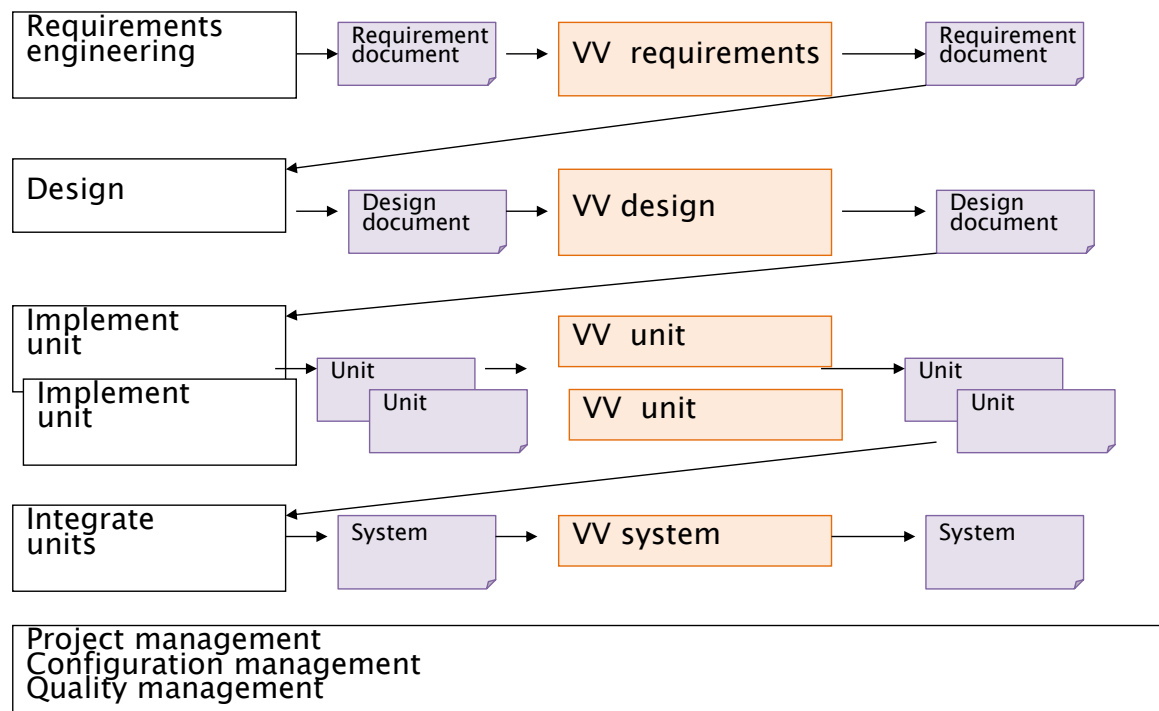 Requirements
engineering
Requirement
document
VV  requirements
Requirement
document
Design
Design
document
VV design
Design
document
Implement
unit
Implement
unit
Unit
Unit
VV  unit
VV  unit
Unit
Unit
Integrate
units
System
VV system
System
Project management
Configuration management
Quality management